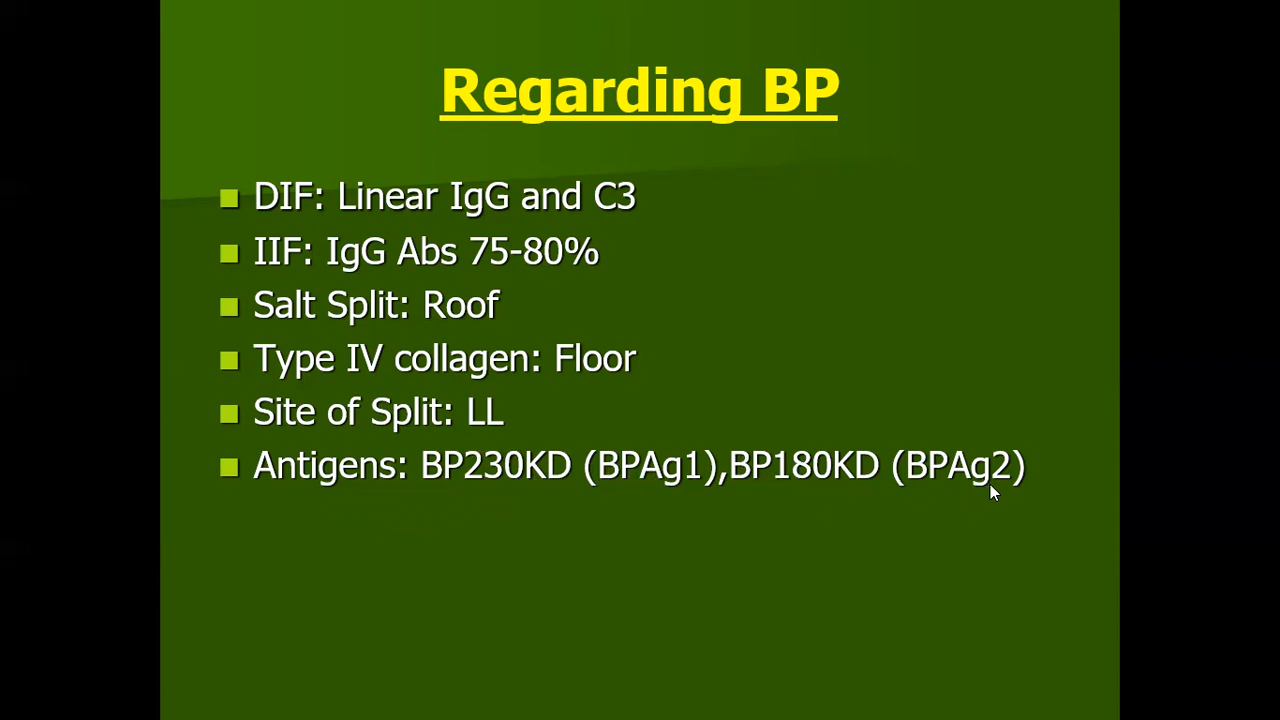 Regarding BP
DIF: Linear IgG and C3
IIF: IgG Abs 75-80%
Salt Split: Roof
Type IV collagen: Floor
Site of Split: LL
Antigens: BP230KD (BPAg1),BP180KD (BPAg2)